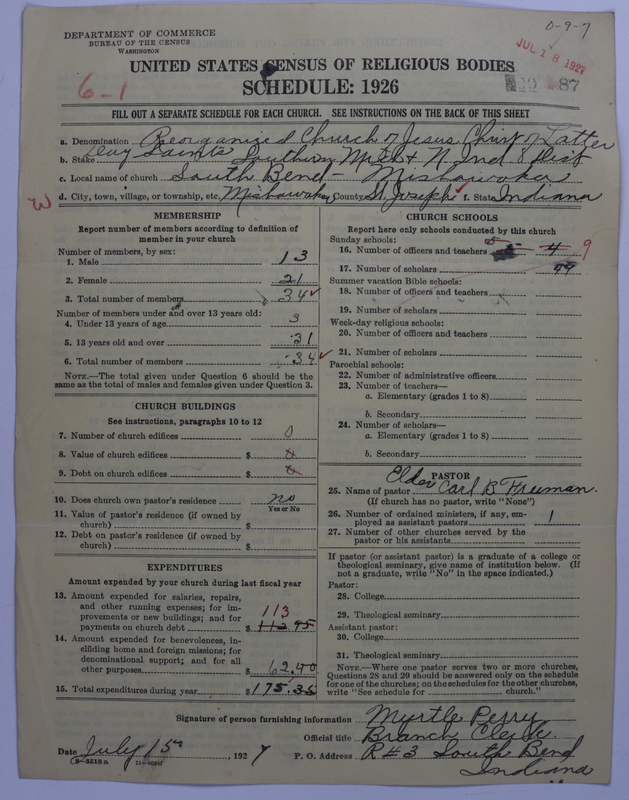 0-9-7
DEPARTMENT OF COMMERCE
BUREAU OF THE CENSUS
WASHINGTON
JUL 18 1927
UNITED STATES CENSUS OF RELIGIOUS BODIES
6-1
SCHEDULE: 1926
87
FILL OUT A SEPARATE SCHEDULE FOR EACH CHURCH. SEE INSTRUCTIONS ON THE BACK OF THIS SHEET
a. Denomination Reorganized Church of Jesus Christ of Latter
Day Saints
b. Stake Southern Mich & N. Ind Dist
c. Local name of church South Bend - Mishawaka
d. City, town, village, or township, etc. Mishawaka County St. Joseph f. State Indiana
MEMBERSHIP
Report number of members according to definition of
member in your church
Number of members, by sex:
1. Male 13
2. Female 21
3. Total number of members 34
Number of members under and over 13 years old:
4. Under 13 years of age 3
5. 13 years old and over 31
6. Total number of members 34
NOTE.—The total given under Question 6 should be the
same as the total of males and females given under Question 3.
CHURCH BUILDINGS
See instructions, paragraphs 10 to 12
7. Number of church edifices 0
8. Value of church edifices $ 0
9. Debt on church edifices $ 0
10. Does church own pastor's residence no
Yes or No
11. Value of pastor's residence (if owned by
church) $
12. Debt on pastor's residence (if owned by
church) $
EXPENDITURES
Amount expended by your church during last fiscal year
13. Amount expended for salaries, repairs,
and other running expenses; for im-
provements or new buildings; and for
payments on church debt $ 112.95
113
14. Amount expended for benevolences, in-
cluding home and foreign missions; for
denominational support; and for all
other purposes $ 62.40
15. Total expenditures during year $ 175.35
CHURCH SCHOOLS
Report here only schools conducted by this church
Sunday schools:
16. Number of officers and teachers 5 4 9
17. Number of scholars 49
Summer vacation Bible schools:
18. Number of officers and teachers
19. Number of scholars
Week-day religious schools:
20. Number of officers and teachers
21. Number of scholars
Parochial schools:
22. Number of administrative officers
23. Number of teachers—
a. Elementary (grades 1 to 8)
b. Secondary
24. Number of scholars—
a. Elementary (grades 1 to 8)
b. Secondary
PASTOR
25. Name of pastor Elder Carl B Freeman.
(If church has no pastor, write "None")
26. Number of ordained ministers, if any, em-
ployed as assistant pastors 1
27. Number of other churches served by the
pastor or his assistants
If pastor (or assistant pastor) is a graduate of a college or
theological seminary, give name of institution below. (If
not a graduate, write "No" in the space indicated.)
Pastor:
28. College
29. Theological seminary
Assistant pastor:
30. College
31. Theological seminary
NOTE.—Where one pastor serves two or more churches,
Questions 28 and 29 should be answered only on the schedule
for one of the churches; on the schedules for the other churches,
write "See schedule for church."
Signature of person furnishing information Myrtle Perry
Official title Branch Clerk
Date July 15th, 1927 P. O. Address R#3 South Bend
Indiana
8-5518a